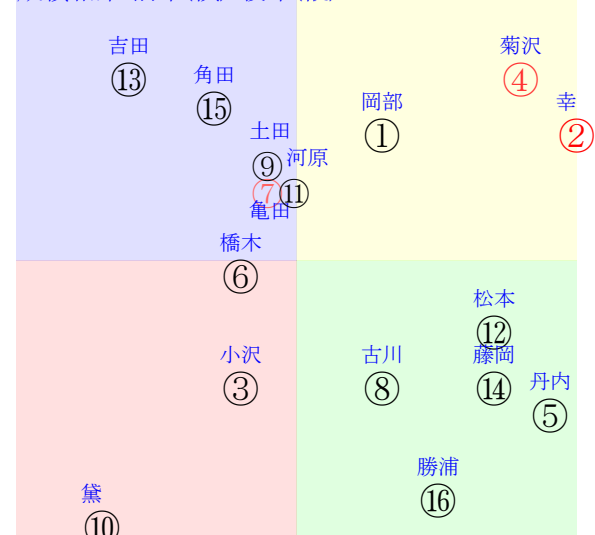 吉田
⑬
角田
⑮
土田
⑨
河原
⑪
⑦
亀田
岡部
①
菊沢
④
幸
②
橋木
⑥
小沢
③
黛
⑩
松本
⑫
藤岡
⑭
古川
⑧
丹内
⑤
勝浦
⑯